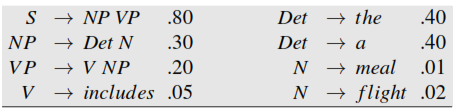 S → NP VP .80 Det → the .40
NP → Det N .30 Det → a .40
VP → V NP .20 N → meal .01
V → includes .05 N → flight .02